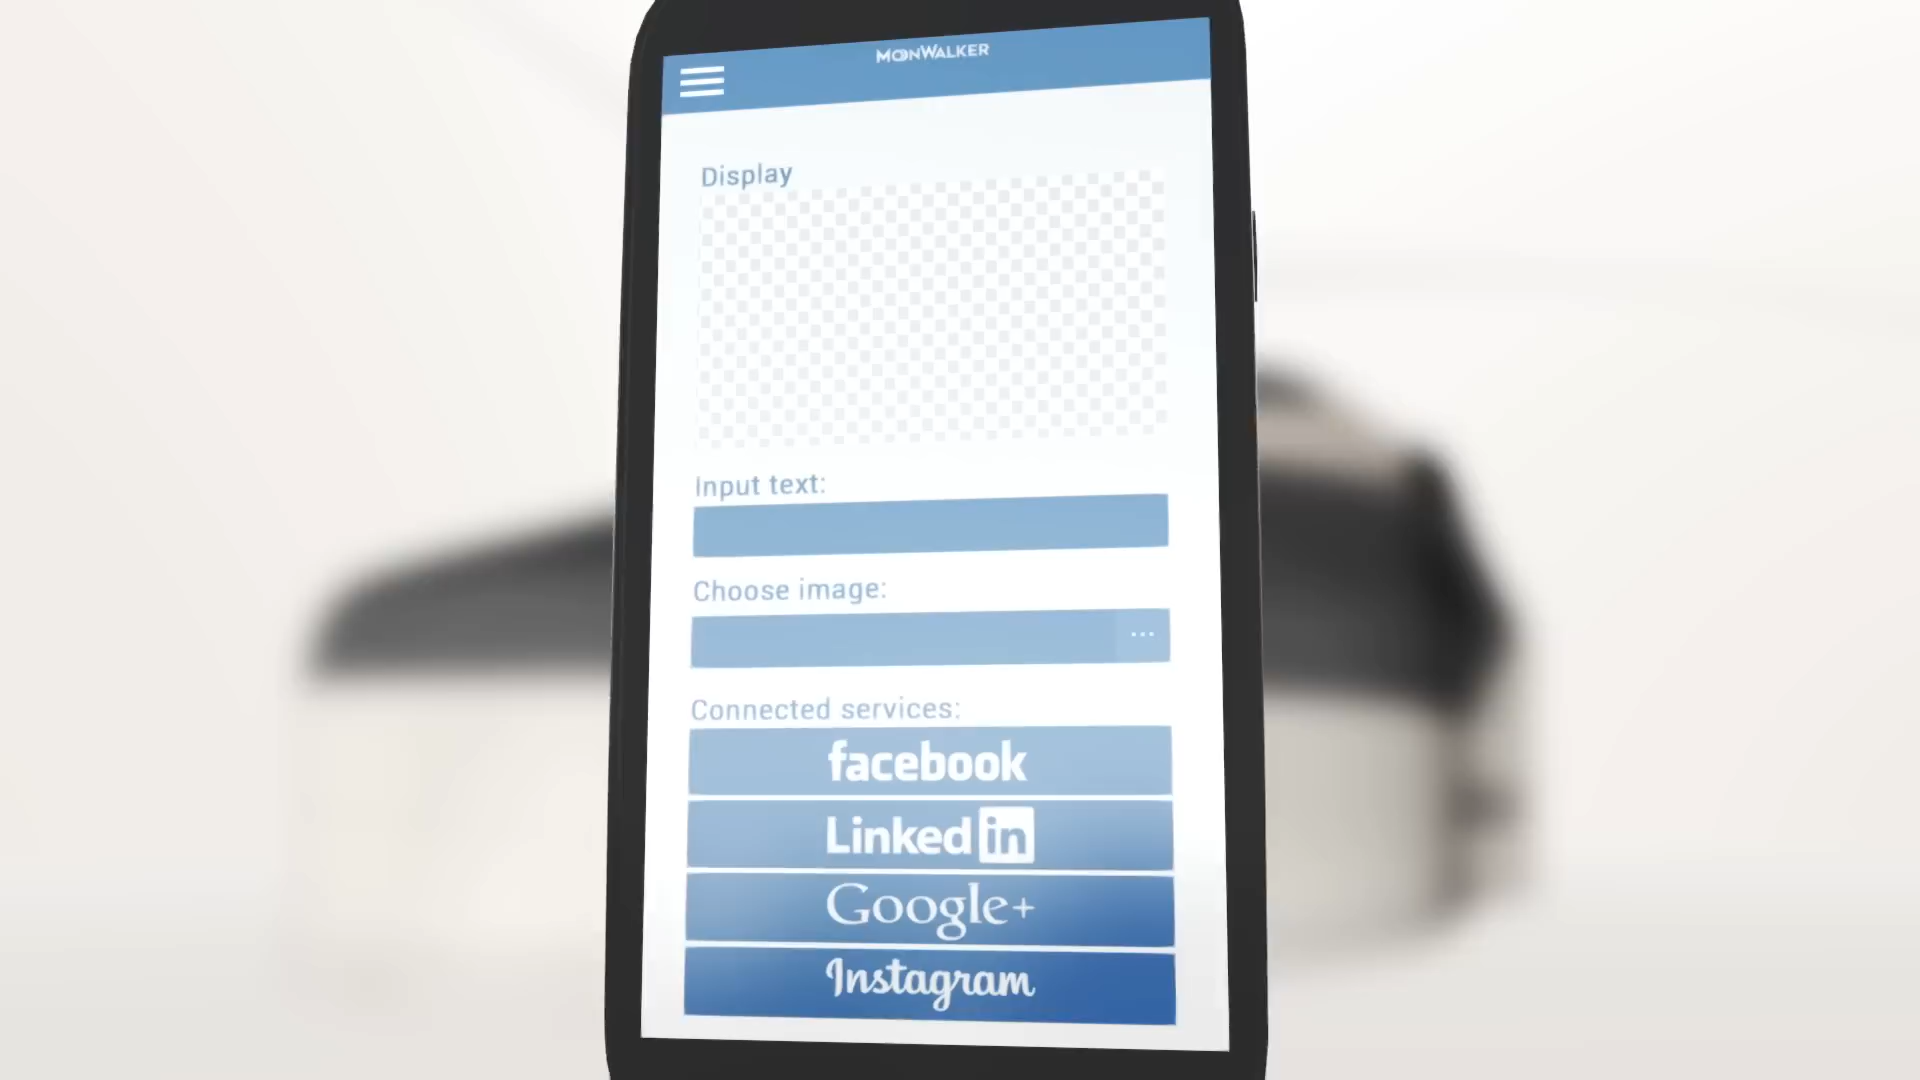 MOONWALKER
Display
Input text:
Choose image:
...
Connected services:
facebook
Linked in
Google+
Instagram